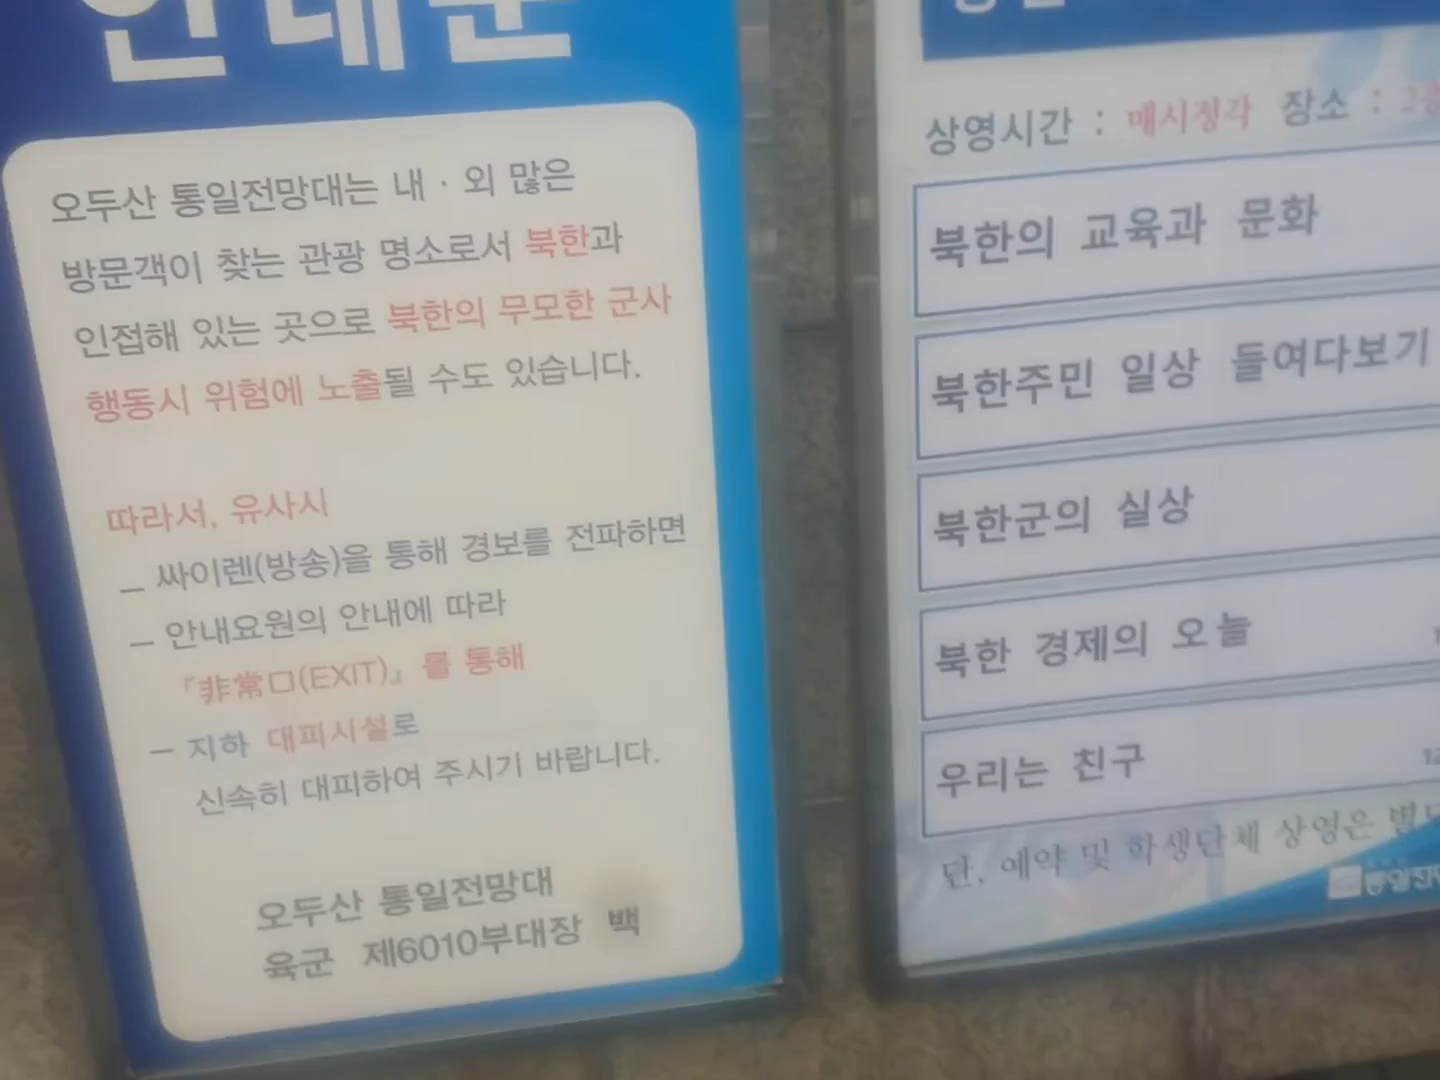 안내문
오두산 통일전망대는 내 · 외 많은
방문객이 찾는 관광 명소로서 북한과
인접해 있는 곳으로 북한의 무모한 군사
행동시 위험에 노출될 수도 있습니다.
따라서, 유사시
- 싸이렌(방송)을 통해 경보를 전파하면
- 안내요원의 안내에 따라
『非常口(EXIT)』를 통해
- 지하 대피시설로
신속히 대피하여 주시기 바랍니다.
오두산 통일전망대
육군 제6010부대장 백
상영시간 : 매시정각 장소 : 2층
북한의 교육과 문화
북한주민 일상 들여다보기
북한군의 실상
북한 경제의 오늘
우리는 친구
단, 예약 및 학생단체 상영은